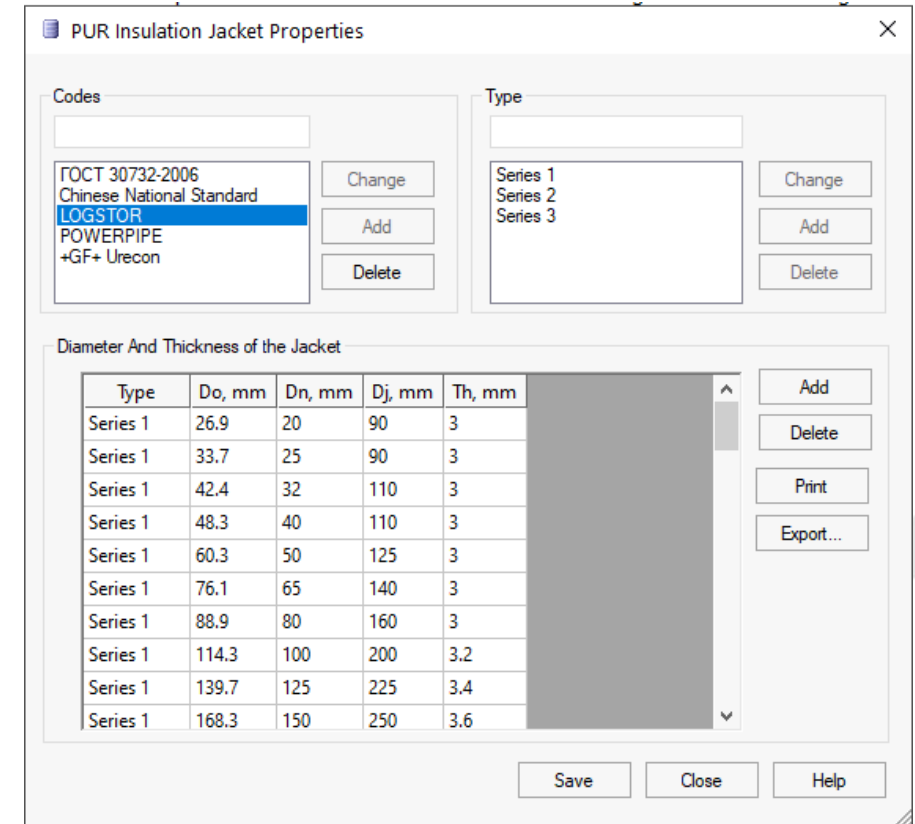 PUR Insulation Jacket Properties
Codes
ГОСТ 30732-2006
Chinese National Standard
LOGSTOR
POWERPIPE
+GF+ Urecon
Change
Add
Delete
Type
Series 1
Series 2
Series 3
Change
Add
Delete
Diameter And Thickness of the Jacket
Type Do, mm Dn, mm Dj, mm Th, mm
Series 1 26.9 20 90 3
Series 1 33.7 25 90 3
Series 1 42.4 32 110 3
Series 1 48.3 40 110 3
Series 1 60.3 50 125 3
Series 1 76.1 65 140 3
Series 1 88.9 80 160 3
Series 1 114.3 100 200 3.2
Series 1 139.7 125 225 3.4
Series 1 168.3 150 250 3.6
Add
Delete
Print
Export...
Save Close Help